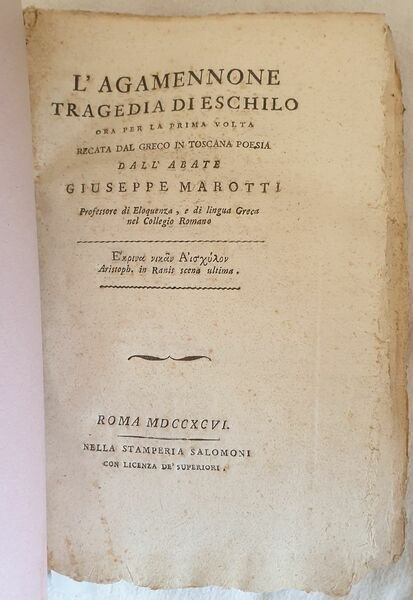 L' AGAMENNONE
TRAGEDIA DI ESCHILO
ORA PER LA PRIMA VOLTA
RECATA DAL GRECO IN TOSCANA POESIA
DALL' ABATE
GIUSEPPE MAROTTI
Professore di Eloquenza, e di lingua Greca
nel Collegio Romano
Εκρινα νικᾶν Αἰσχύλον
Aristoph. in Ranis scena ultima.
ROMA MDCCXCVI.
NELLA STAMPERIA SALOMONI
CON LICENZA DE' SUPERIORI.